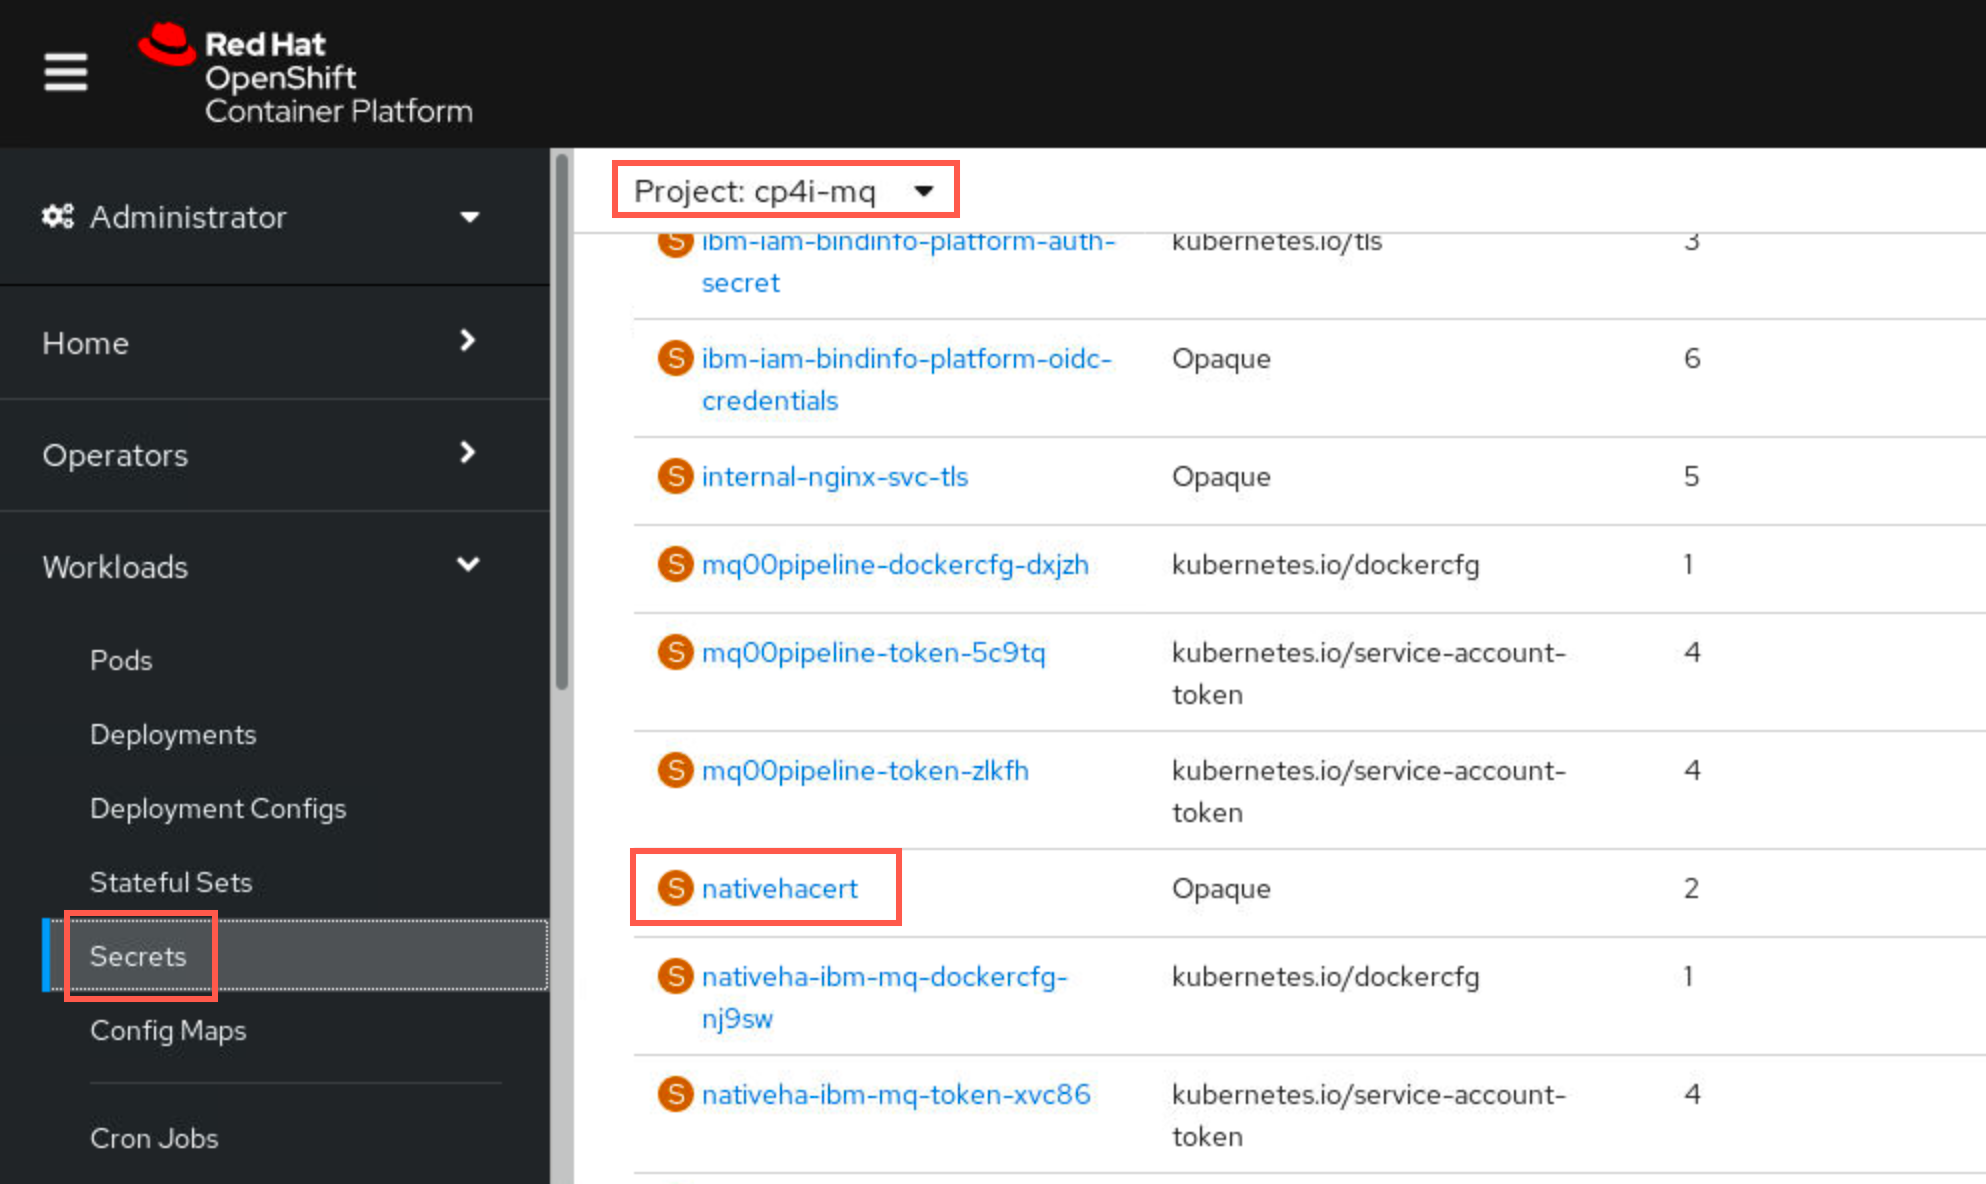 Red Hat
OpenShift
Container Platform
Administrator
Home
Operators
Workloads
Pods
Deployments
Deployment Configs
Stateful Sets
Secrets
Config Maps
Cron Jobs
Project: cp4i-mq
S ibm-iam-bindinfo-platform-auth- kubernetes.io/tls 3
secret
S ibm-iam-bindinfo-platform-oidc- Opaque 6
credentials
S internal-nginx-svc-tls Opaque 5
S mq00pipeline-dockercfg-dxjzh kubernetes.io/dockercfg 1
S mq00pipeline-token-5c9tq kubernetes.io/service-account- 4
token
S mq00pipeline-token-zlkfh kubernetes.io/service-account- 4
token
S nativehacert Opaque 2
S nativeha-ibm-mq-dockercfg- kubernetes.io/dockercfg 1
nj9sw
S nativeha-ibm-mq-token-xvc86 kubernetes.io/service-account- 4
token